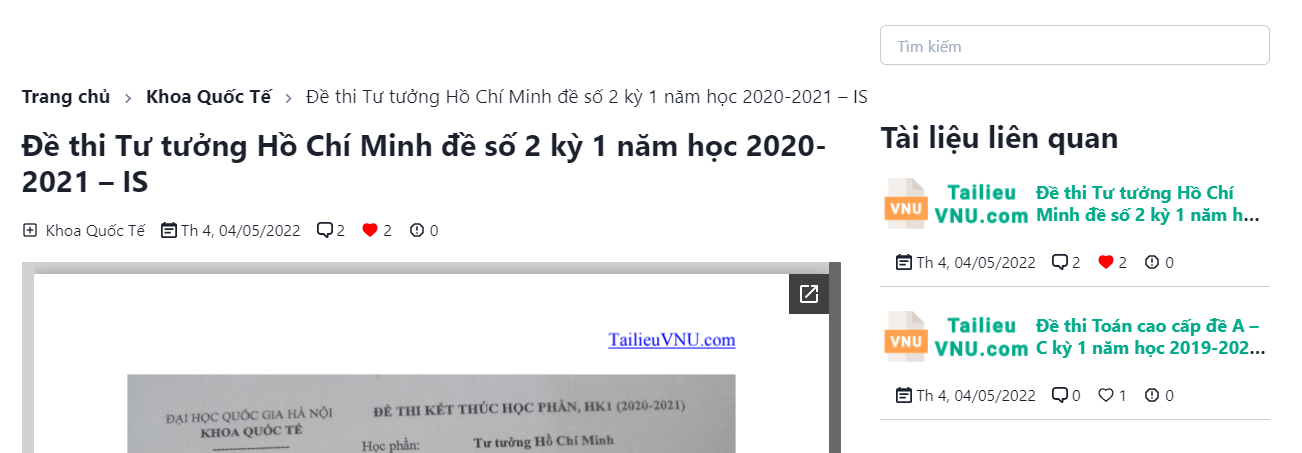 Tìm kiếm
Trang chủ > Khoa Quốc Tế > Đề thi Tư tưởng Hồ Chí Minh đề số 2 kỳ 1 năm học 2020-2021 – IS
Đề thi Tư tưởng Hồ Chí Minh đề số 2 kỳ 1 năm học 2020-
2021 – IS
Khoa Quốc Tế Th 4, 04/05/2022 2 2 0
TailieuVNU.com
ĐẠI HỌC QUỐC GIA HÀ NỘI
KHOA QUỐC TẾ
ĐỀ THI KẾT THÚC HỌC PHẦN, HK1 (2020-2021)
Học phần: Tư tưởng Hồ Chí Minh
Tài liệu liên quan
VNU
Tailieu
VNU.com
Đề thi Tư tưởng Hồ Chí
Minh đề số 2 kỳ 1 năm h...
Th 4, 04/05/2022 2 2 0
VNU
Tailieu
VNU.com
Đề thi Toán cao cấp đề A –
C kỳ 1 năm học 2019-202...
Th 4, 04/05/2022 0 1 0